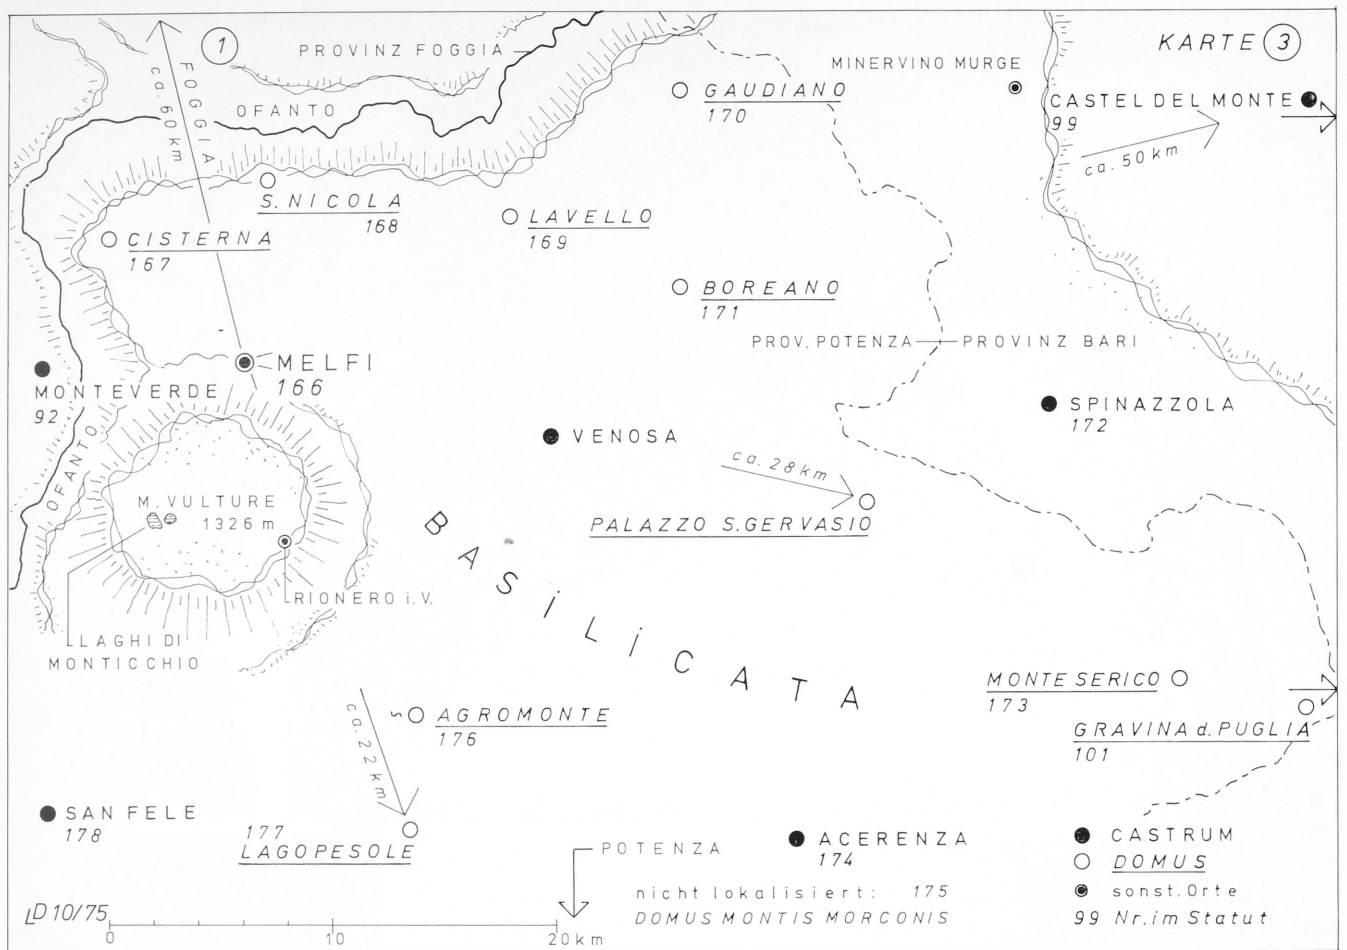 KARTE 3
1
PROVINZ FOGGIA
FOGGIA
ca. 60 km
OFANTO
MINERVINO MURGE
GAUDIANO
170
CASTEL DEL MONTE
99
ca. 50 km
S. NICOLA
168
LAVELLO
169
CISTERNA
167
BOREANO
171
PROV. POTENZA
PROVINZ BARI
MELFI
166
MONTEVERDE
92
SPINAZZOLA
172
VENOSA
OFANTO
ca. 28 km
PALAZZO S. GERVASIO
M. VULTURE
1326 m
BASiLiCATA
RIONERO i. V.
LAGHI DI
MONTICCHIO
MONTE SERICO
173
GRAVINA d. PUGLIA
101
AGROMONTE
176
ca. 22 km
SAN FELE
178
177
LAGOPESOLE
POTENZA
ACERENZA
174
nicht lokalisiert: 175
DOMUS MONTIS MORCONIS
CASTRUM
DOMUS
sonst. Orte
99 Nr. im Statut
LD 10/75
0 10 20 km